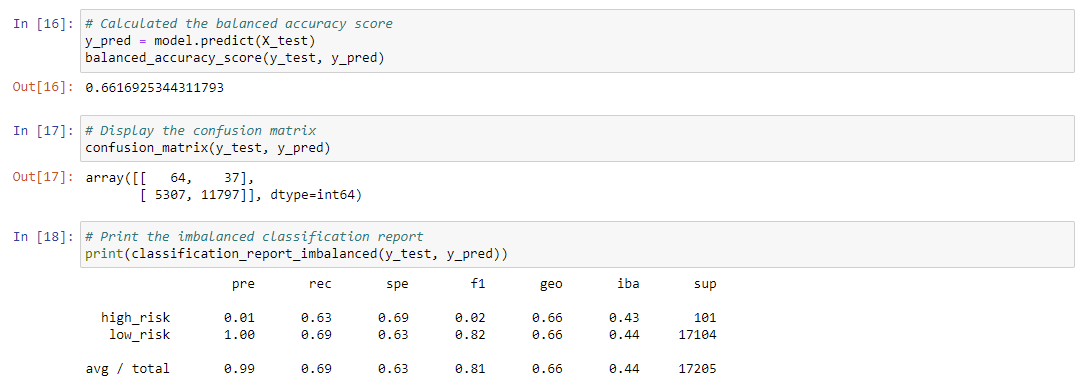 In [16]: # Calculated the balanced accuracy score
y_pred = model.predict(X_test)
balanced_accuracy_score(y_test, y_pred)
Out[16]: 0.6616925344311793
In [17]: # Display the confusion matrix
confusion_matrix(y_test, y_pred)
Out[17]: array([[   64,    37],
       [ 5307, 11797]], dtype=int64)
In [18]: # Print the imbalanced classification report
print(classification_report_imbalanced(y_test, y_pred))
                   pre       rec       spe        f1       geo       iba       sup
  high_risk       0.01      0.63      0.69      0.02      0.66      0.43       101
   low_risk       1.00      0.69      0.63      0.82      0.66      0.44     17104
avg / total       0.99      0.69      0.63      0.81      0.66      0.44     17205